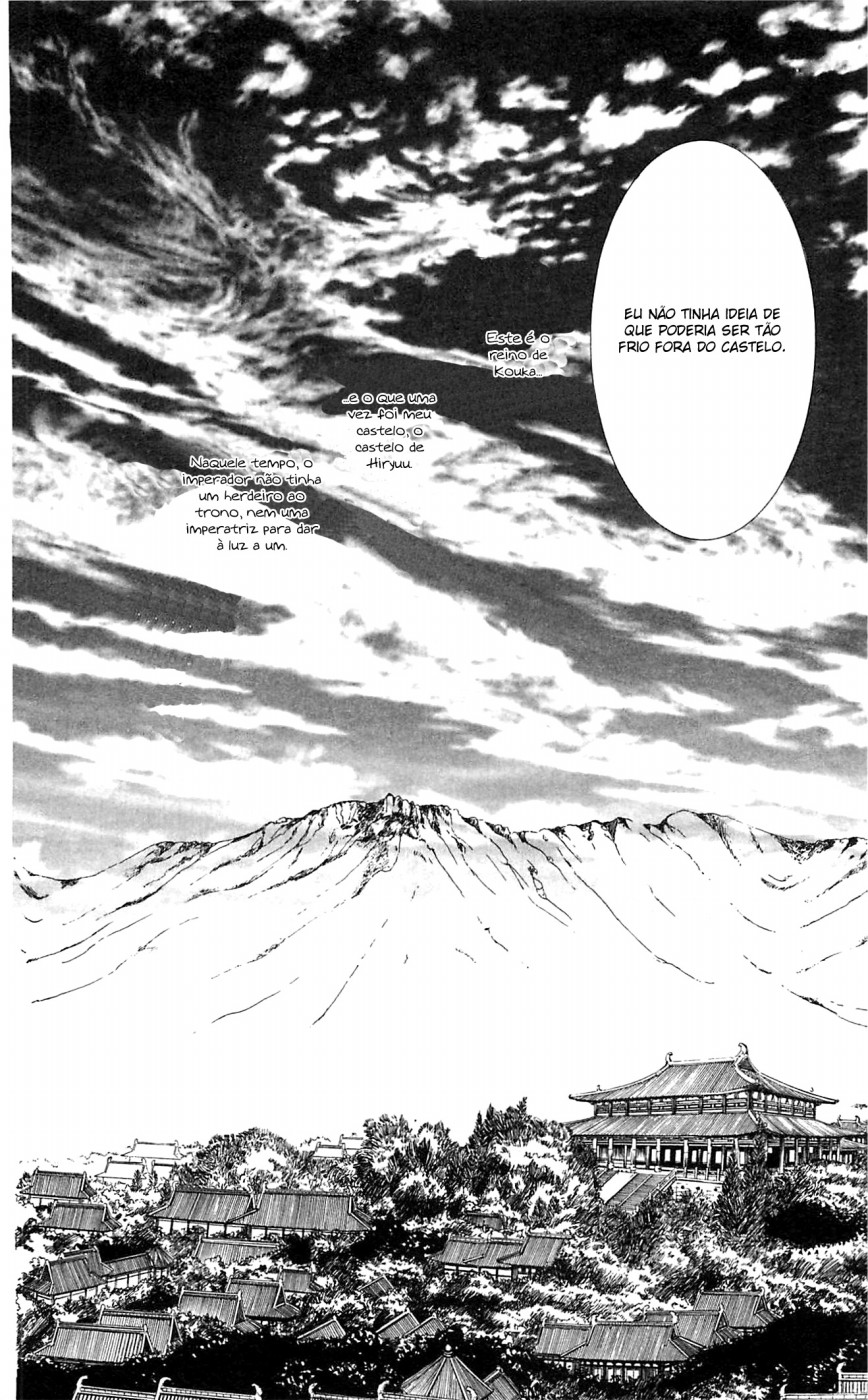 EU NÃO TINHA IDEIA DE
QUE PODERIA SER TÃO
FRIO FORA DO CASTELO.
Este é o
reino de
Kouka...
...e o que uma
vez foi meu
castelo, o
castelo de
Hiryuu.
Naquele tempo, o
imperador não tinha
um herdeiro ao
trono, nem uma
imperatriz para dar
à luz a um.